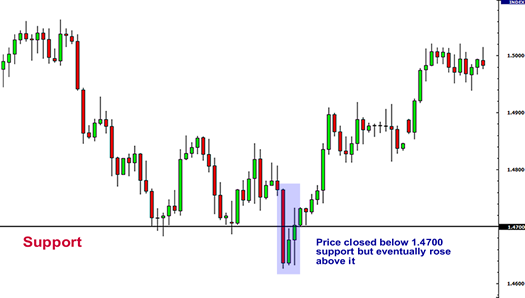 INDEX
1.5000
1.4900
1.4800
1.4700
Support
Price closed below 1.4700
support but eventually rose
above it
1.4600